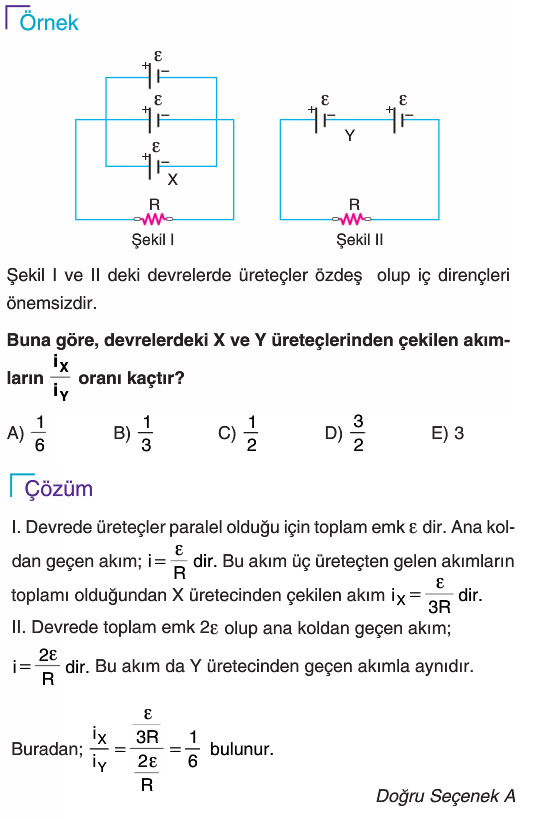 Örnek
ε
+ −
ε
+ −
ε
+ −
X
R
Şekil I
ε
+ −
ε
+ −
Y
R
Şekil II
Şekil I ve II deki devrelerde üreteçler özdeş olup iç dirençleri
önemsizdir.
Buna göre, devrelerdeki X ve Y üreteçlerinden çekilen akım-
ların iX/iY oranı kaçtır?
A) 1/6 B) 1/3 C) 1/2 D) 3/2 E) 3
Çözüm
I. Devrede üreteçler paralel olduğu için toplam emk ε dir. Ana kol-
dan geçen akım; i = ε/R dir. Bu akım üç üreteçten gelen akımların
toplamı olduğundan X üretecinden çekilen akım iX = ε/3R dir.
II. Devrede toplam emk 2ε olup ana koldan geçen akım;
i = 2ε/R dir. Bu akım da Y üretecinden geçen akımla aynıdır.
Buradan; iX/iY = (ε/3R)/(2ε/R) = 1/6 bulunur.
Doğru Seçenek A